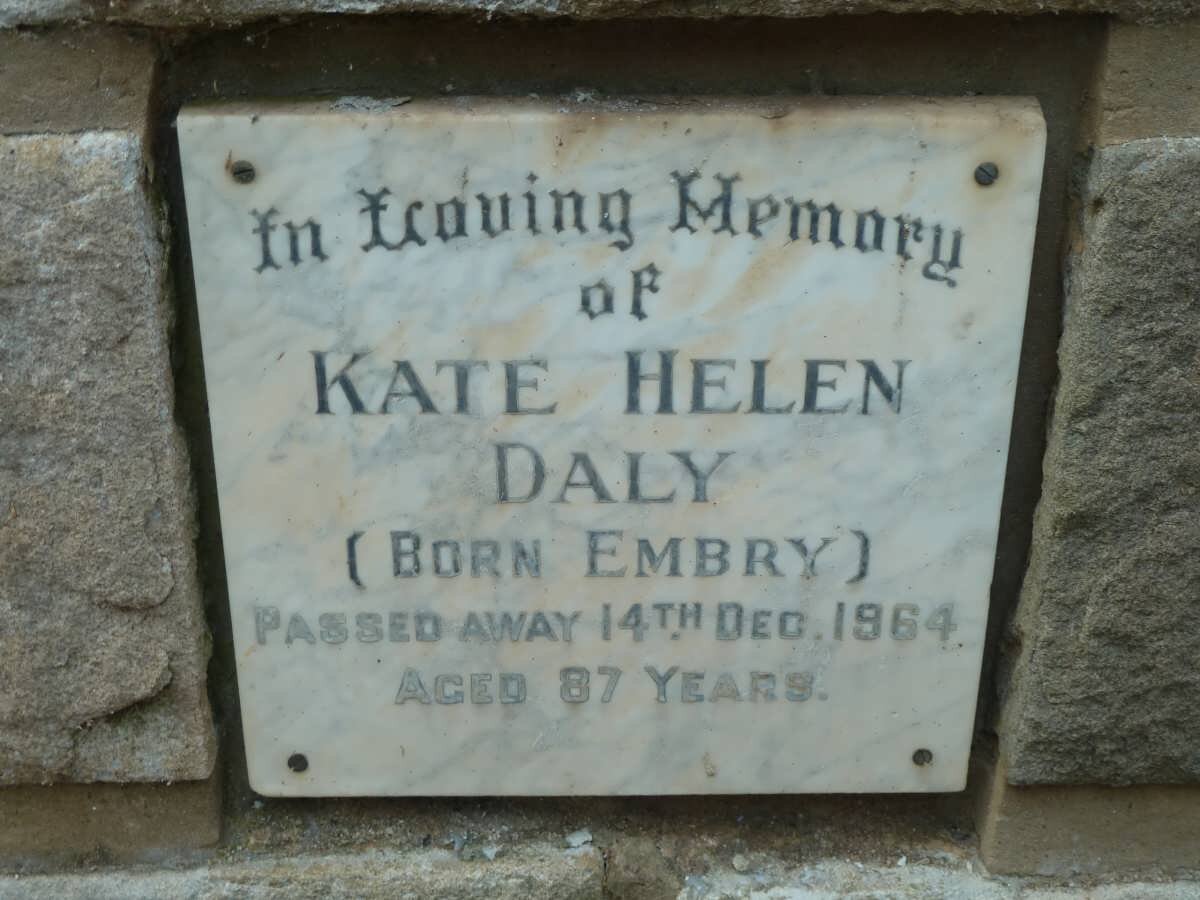 In Loving Memory
of
KATE HELEN
DALY
(BORN EMBRY)
PASSED AWAY 14TH. DEC. 1964
AGED 87 YEARS.